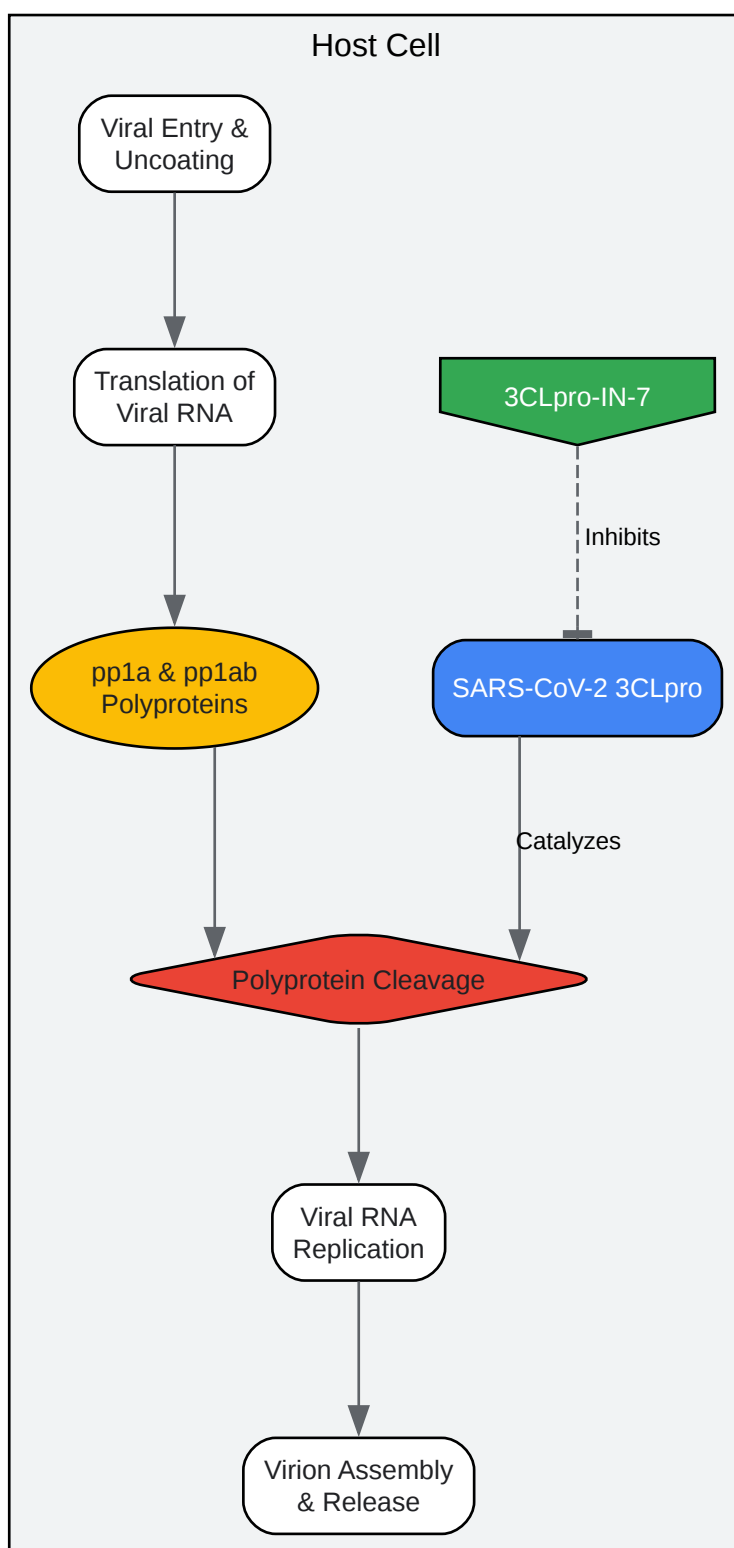 Host Cell
Viral Entry &
Uncoating
Translation of
Viral RNA
3CLpro-IN-7
Inhibits
pp1a & pp1ab
Polyproteins
SARS-CoV-2 3CLpro
Catalyzes
Polyprotein Cleavage
Viral RNA
Replication
Virion Assembly
& Release